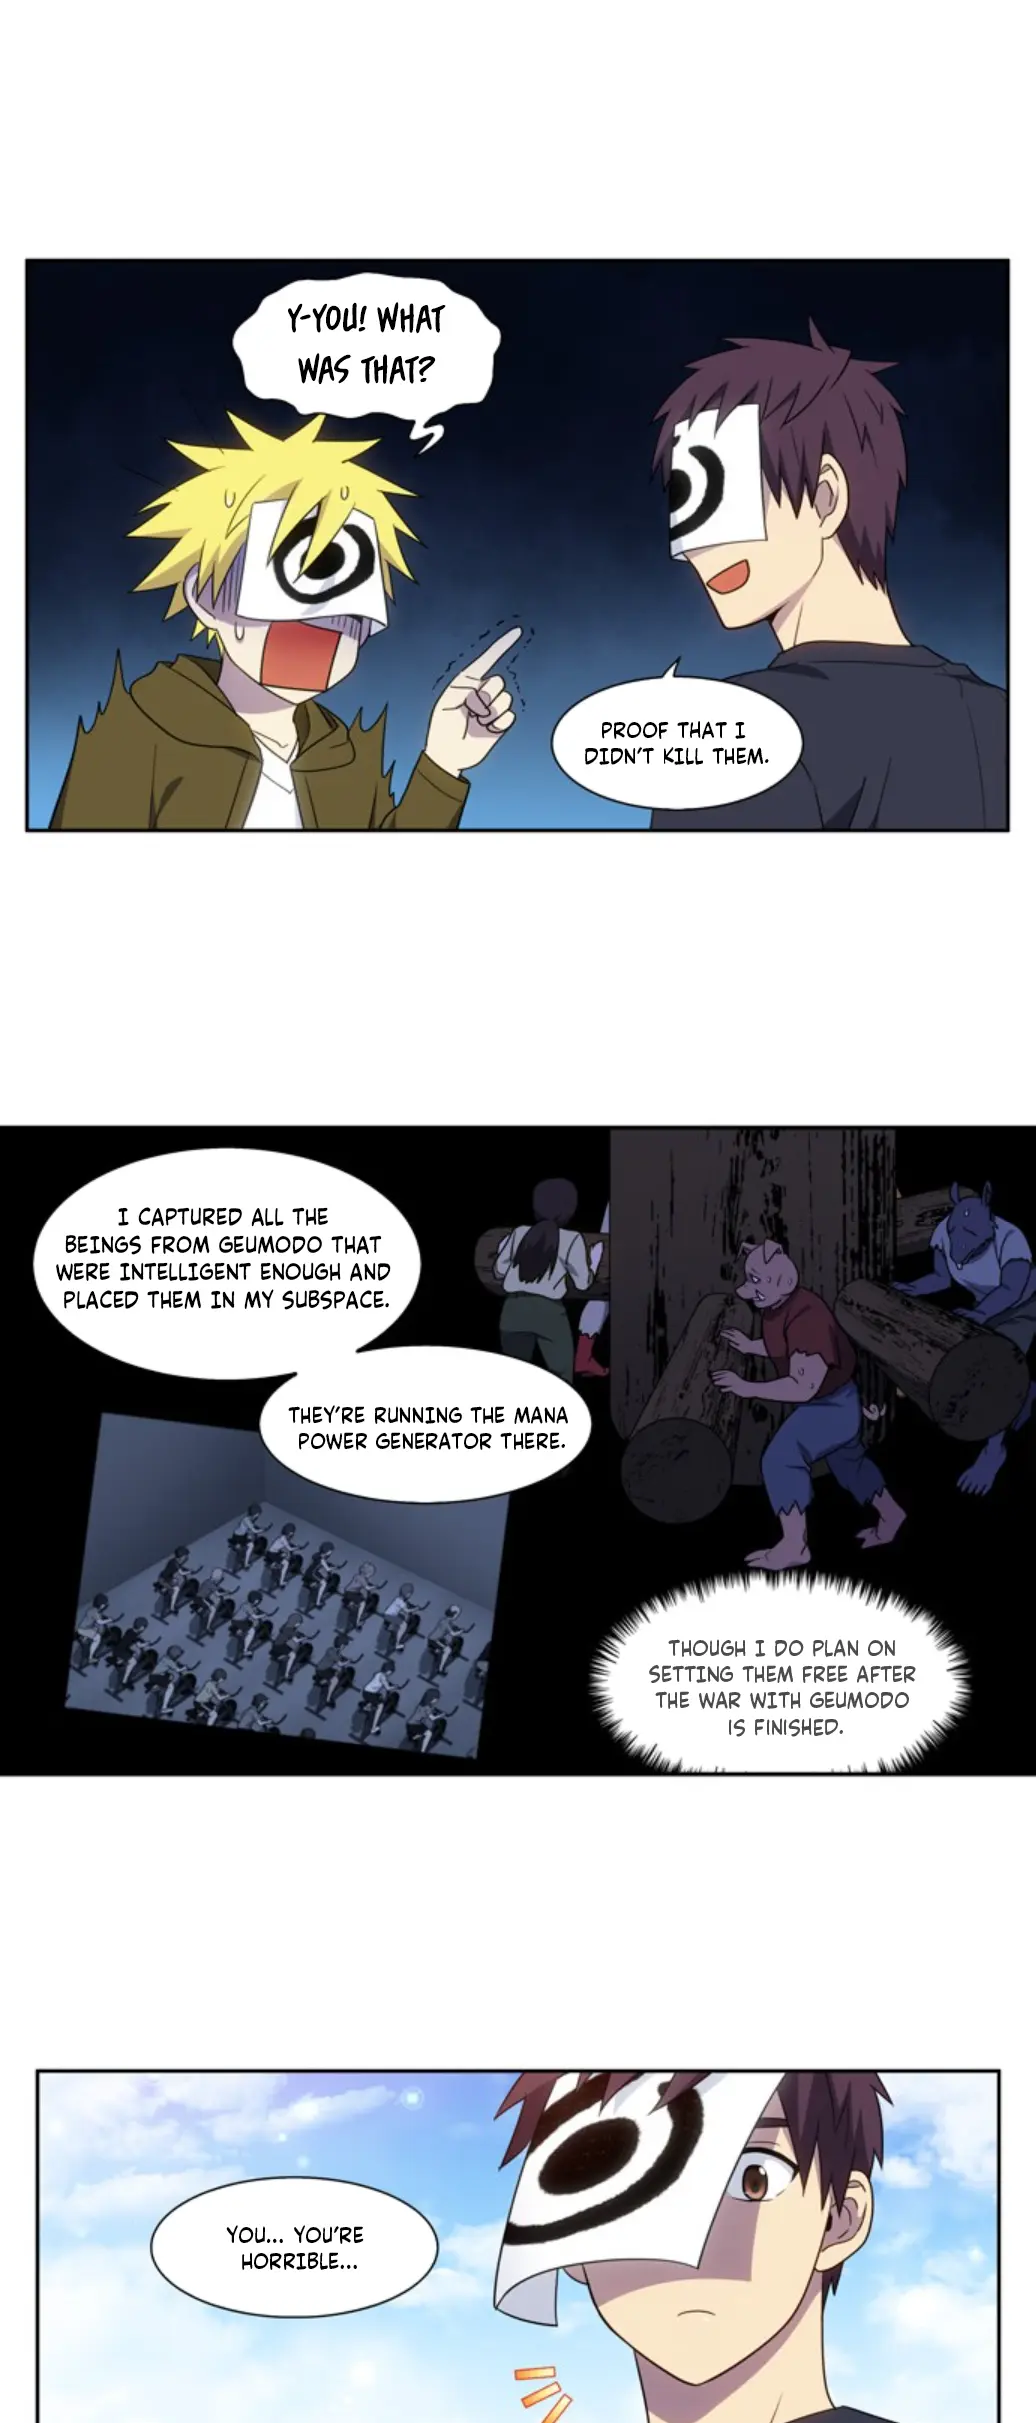 Y-YOU! WHAT
WAS THAT?
PROOF THAT I
DIDN'T KILL THEM.
I CAPTURED ALL THE
BEINGS FROM GEUMODO THAT
WERE INTELLIGENT ENOUGH AND
PLACED THEM IN MY SUBSPACE.
THEY'RE RUNNING THE MANA
POWER GENERATOR THERE.
THOUGH I DO PLAN ON
SETTING THEM FREE AFTER
THE WAR WITH GEUMODO
IS FINISHED.
YOU... YOU'RE
HORRIBLE...